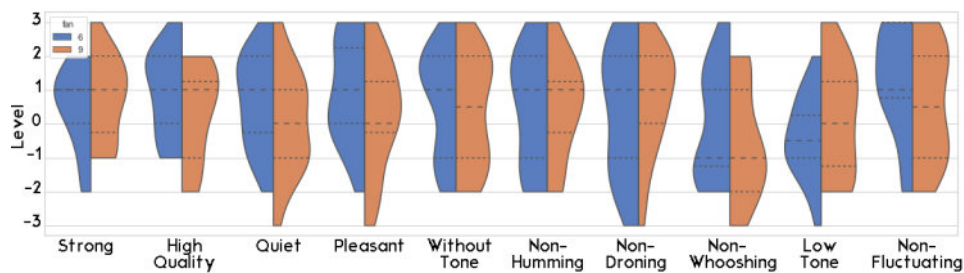 3
2
1
0
-1
-2
-3
Level
fan
6
9
Strong
High
Quality
Quiet
Pleasant
Without
Tone
Non-
Humming
Non-
Droning
Non-
Whooshing
Low
Tone
Non-
Fluctuating